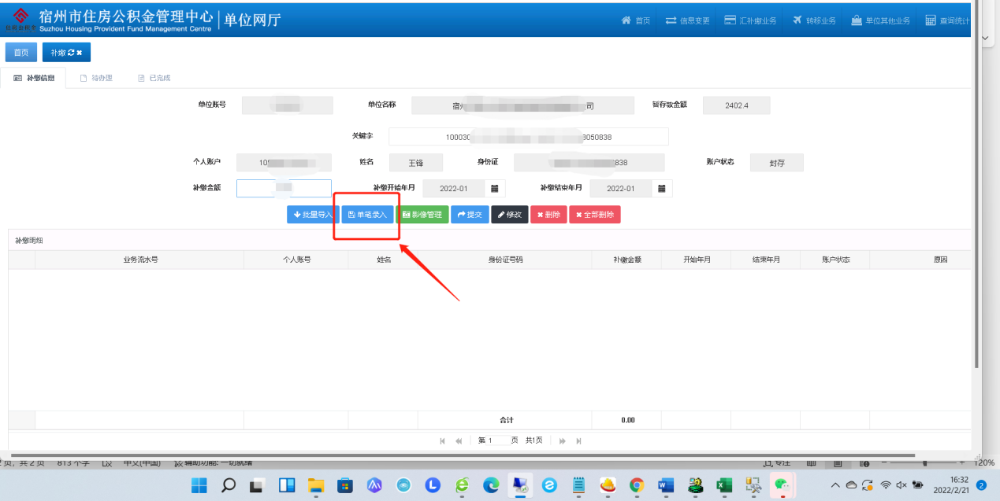 宿州市住房公积金管理中心 单位网厅
Suzhou Housing Provident Fund Management Centre
首页 信息变更 汇补缴业务 转移业务 单位其他业务 查询统计
首页 补缴
补缴信息 待办理 已完成
单位账号 单位名称 宿州 司 暂存款金额 2402.4
关键字 100030 3050838
个人账户 10 姓名 王锋 身份证 838 账户状态 封存
补缴金额 补缴开始年月 2022-01 补缴结束年月 2022-01
批量导入 单笔录入 影像管理 提交 修改 删除 全部删除
补缴明细
业务流水号 个人账号 姓名 身份证号码 补缴金额 开始年月 结束年月 账户状态 原因
合计 0.00
第 1 页 共1页
页, 共 2 页 813 个字 中文(中国) 辅助功能: 一切就绪 专注 120%
16:32
2022/2/21 2